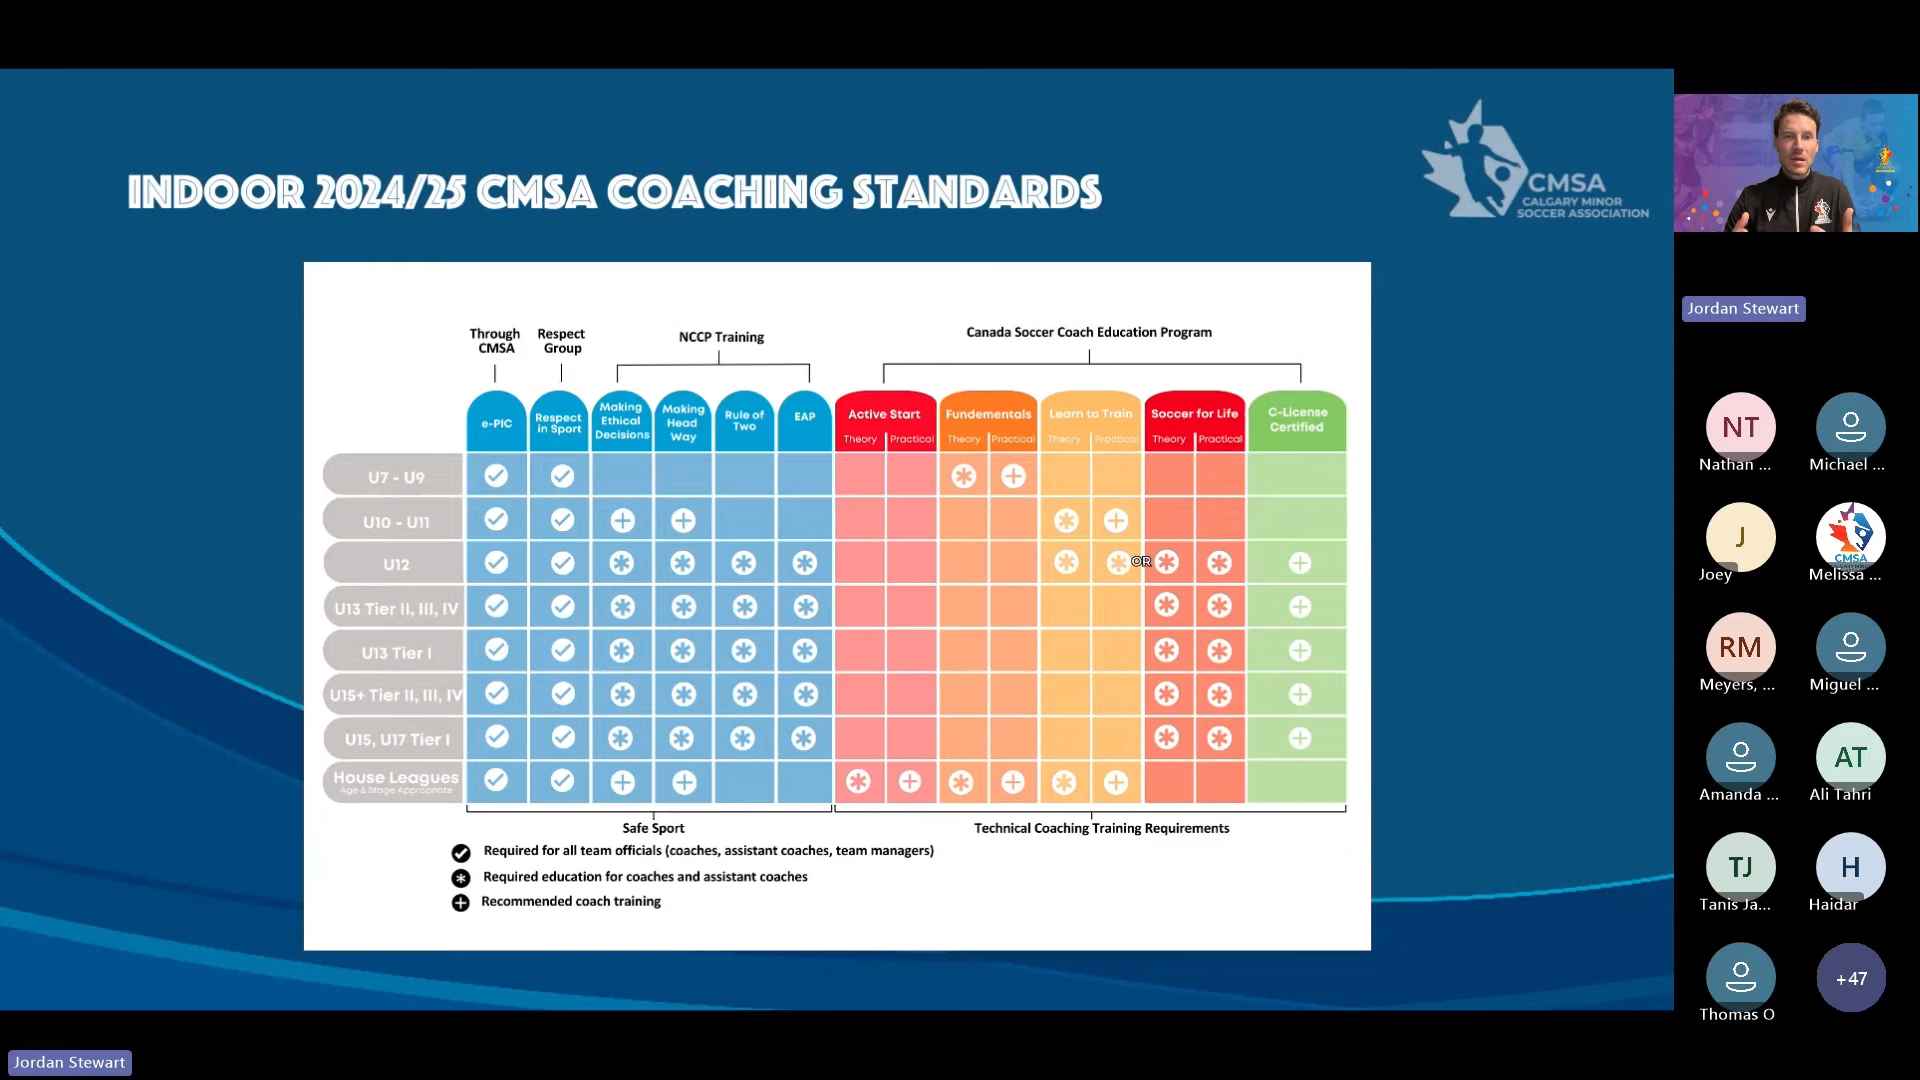 INDOOR 2024/25 CMSA COACHING STANDARDS
CMSA
CALGARY MINOR
SOCCER ASSOCIATION
Through
CMSA
Respect
Group
NCCP Training
Canada Soccer Coach Education Program
e-PIC
Respect
in Sport
Making
Ethical
Decisions
Making
Head
Way
Rule of
Two
EAP
Active Start
Theory Practical
Fundementals
Theory Practical
Learn to Train
Theory Practical
Soccer for Life
Theory Practical
C-License
Certified
U7 - U9
U10 - U11
U12
OR
U13 Tier II, III, IV
U13 Tier I
U15+ Tier II, III, IV
U15, U17 Tier I
House Leagues
Age & Stage Appropriate
Safe Sport
Technical Coaching Training Requirements
Required for all team officials (coaches, assistant coaches, team managers)
Required education for coaches and assistant coaches
Recommended coach training
Jordan Stewart
NT
Nathan ...
Michael ...
J
Joey
CMSA
Melissa ...
RM
Meyers, ...
Miguel ...
Amanda ...
AT
Ali Tahri
TJ
Tanis Ja...
H
Haidar
Thomas O
+47
Jordan Stewart